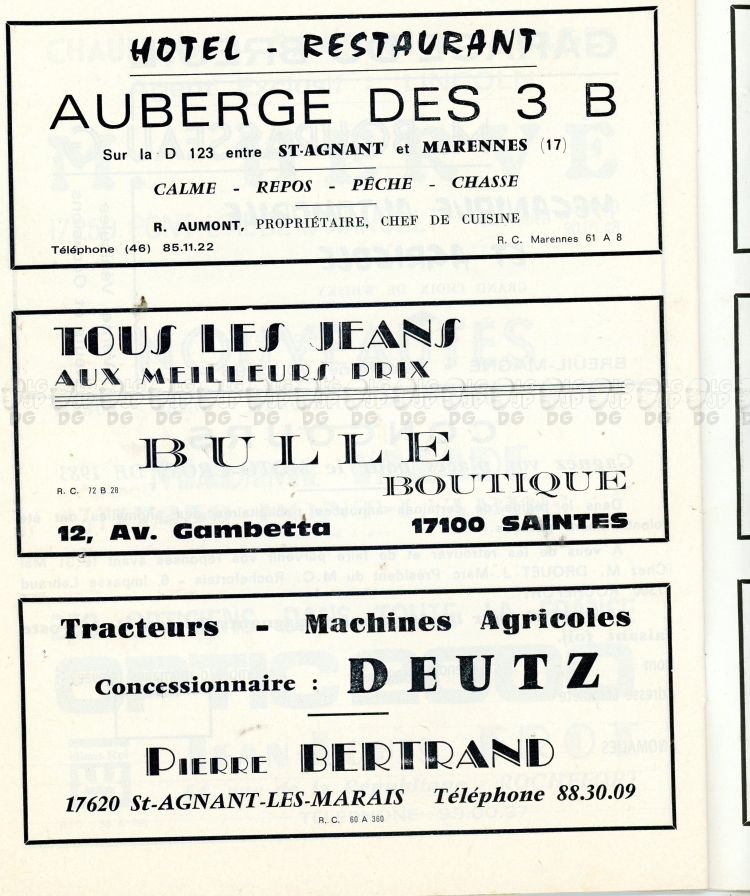 HOTEL - RESTAURANT
AUBERGE DES 3 B
Sur la D 123 entre ST-AGNANT et MARENNES (17)
CALME - REPOS - PÊCHE - CHASSE
R. AUMONT, PROPRIÉTAIRE, CHEF DE CUISINE
Téléphone (46) 85.11.22
R. C. Marennes 61 A 8
TOUS LES JEANS
AUX MEILLEURS PRIX
BULLE
R. C. 72 B 28
BOUTIQUE
12, Av. Gambetta 17100 SAINTES
Tracteurs - Machines Agricoles
Concessionnaire : DEUTZ
PIERRE BERTRAND
17620 St-AGNANT-LES-MARAIS Téléphone 88.30.09
R. C. 60 A 360